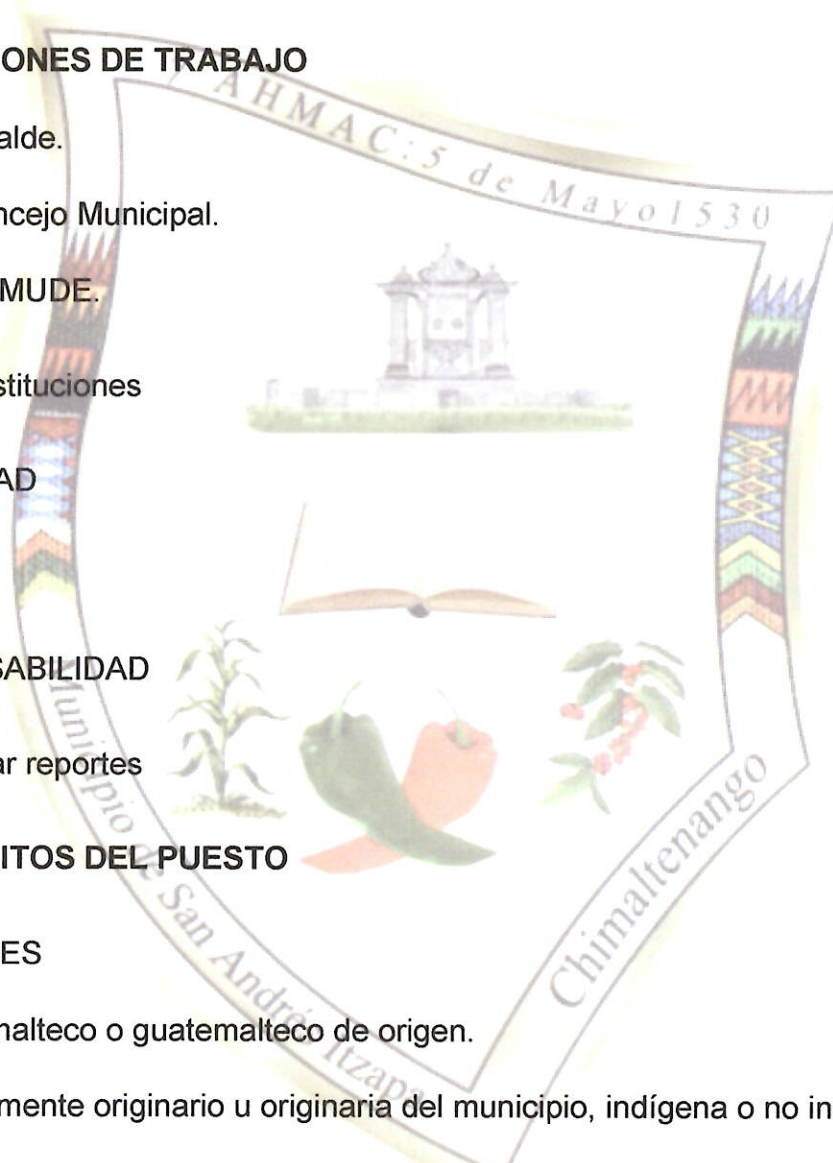 ONES DE TRABAJO
alde.
ncejo Municipal.
MUDE.
stituciones
AD
SABILIDAD
ar reportes
ITOS DEL PUESTO
ES
nalteco o guatemalteco de origen.
mente originario u originaria del municipio, indígena o no in
AHMAC: 5 de Mayo 1530
Municipio de San Andrés Itzapa
Chimaltenango